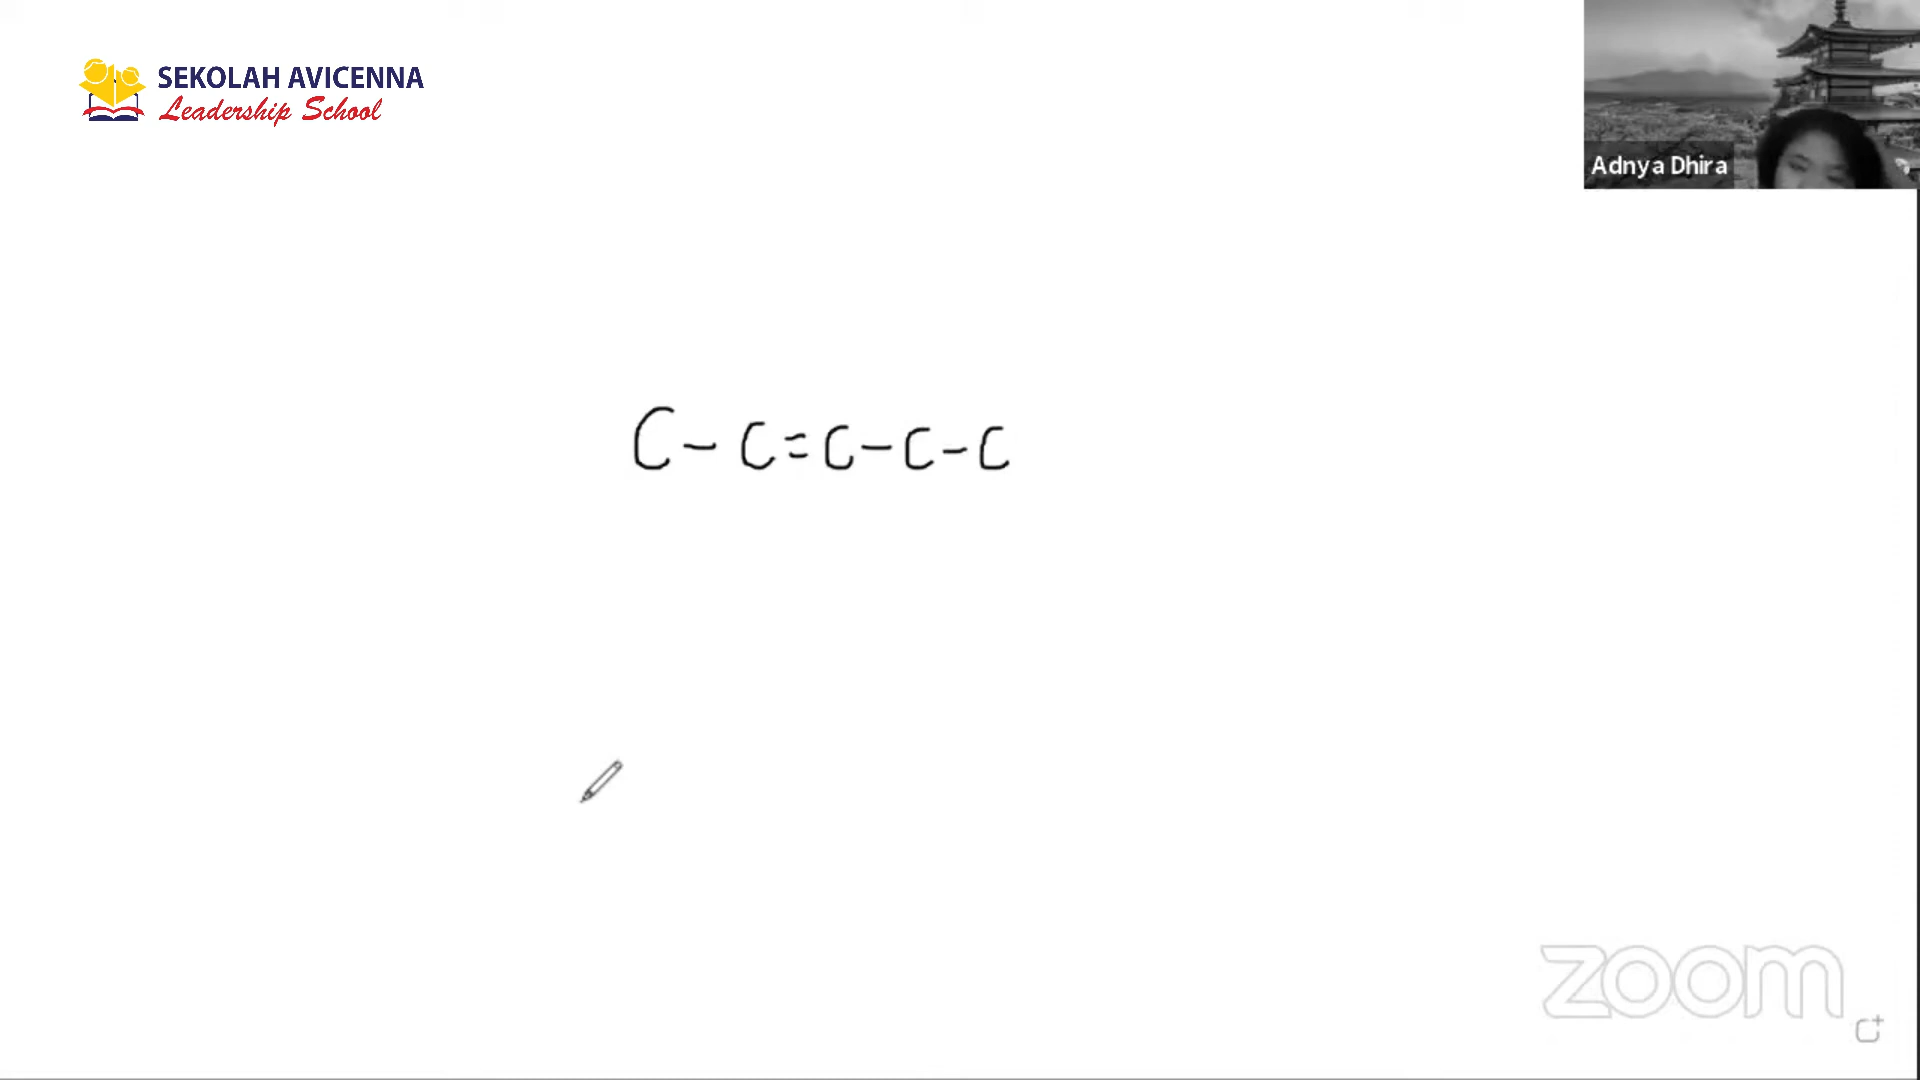 SEKOLAH AVICENNA
Leadership School
Adnya Dhira
C - C = C - C - C
zoom